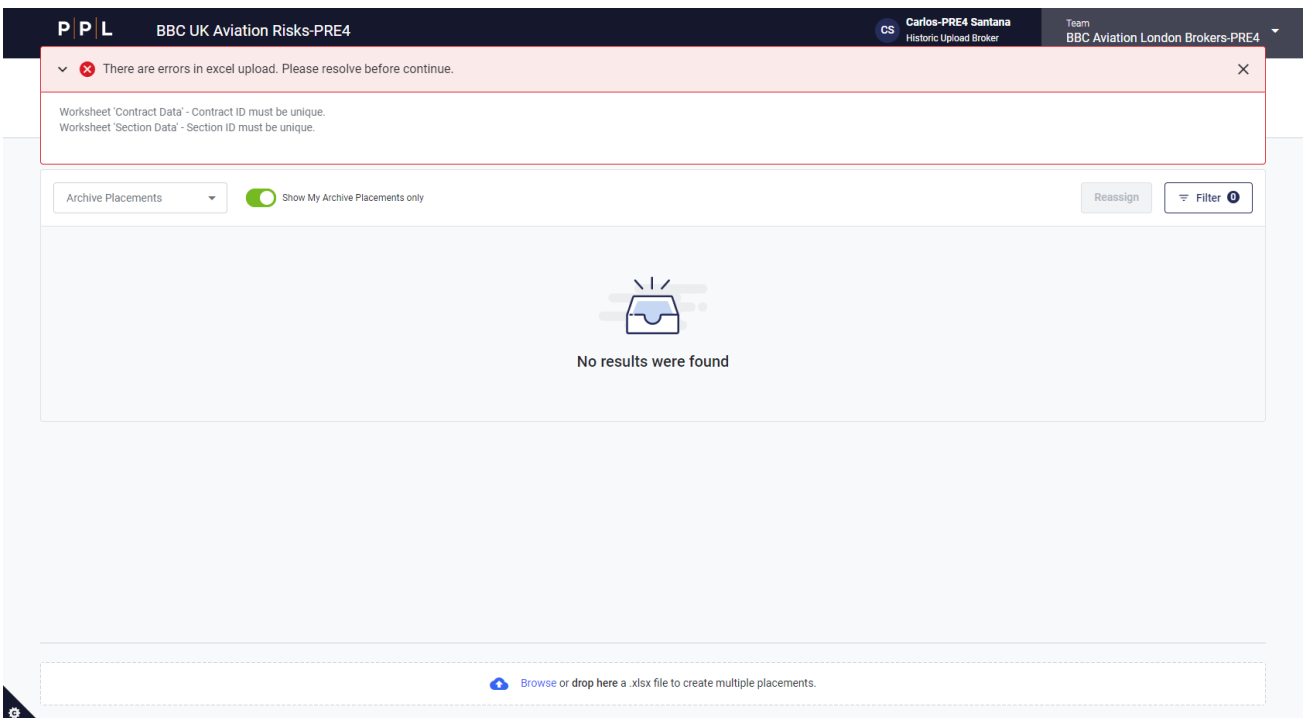 P|P|L BBC UK Aviation Risks-PRE4 CS Carlos-PRE4 Santana Team
Historic Upload Broker BBC Aviation London Brokers-PRE4
There are errors in excel upload. Please resolve before continue.
Worksheet 'Contract Data' - Contract ID must be unique.
Worksheet 'Section Data' - Section ID must be unique.
Archive Placements Show My Archive Placements only Reassign Filter 0
No results were found
Browse or drop here a .xlsx file to create multiple placements.